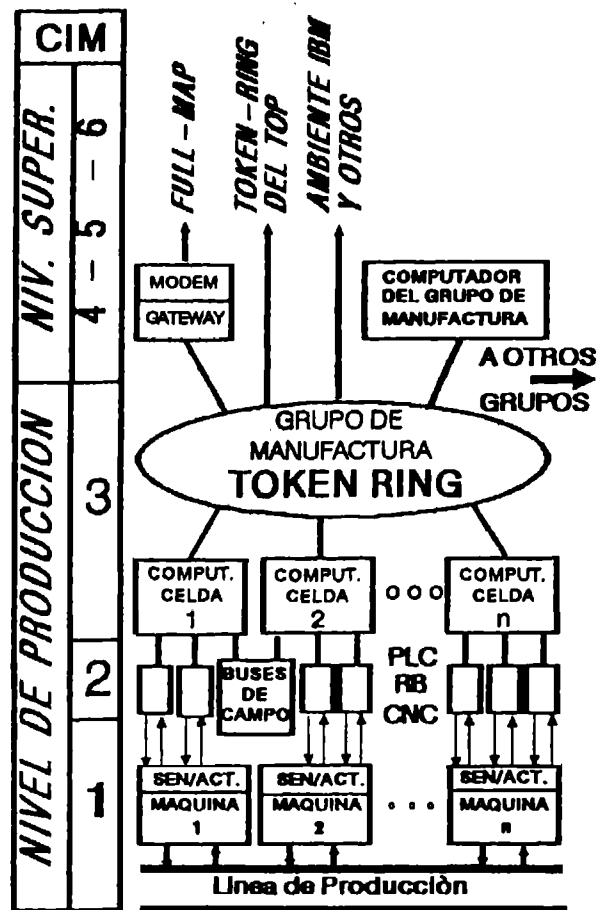 CIM
NIV. SUPER.
4 - 5 - 6
FULL-MAP
TOKEN-RING
DEL TOP
AMBIENTE IBM
Y OTROS
MODEM
GATEWAY
COMPUTADOR
DEL GRUPO DE
MANUFACTURA
A OTROS
GRUPOS
NIVEL DE PRODUCCION
3
GRUPO DE
MANUFACTURA
TOKEN RING
COMPUT.
CELDA
1
COMPUT.
CELDA
2
COMPUT.
CELDA
n
2
BUSES
DE
CAMPO
PLC
RB
CNC
1
SEN/ACT.
MAQUINA
1
SEN/ACT.
MAQUINA
2
SEN/ACT.
MAQUINA
n
Linea de Producciòn